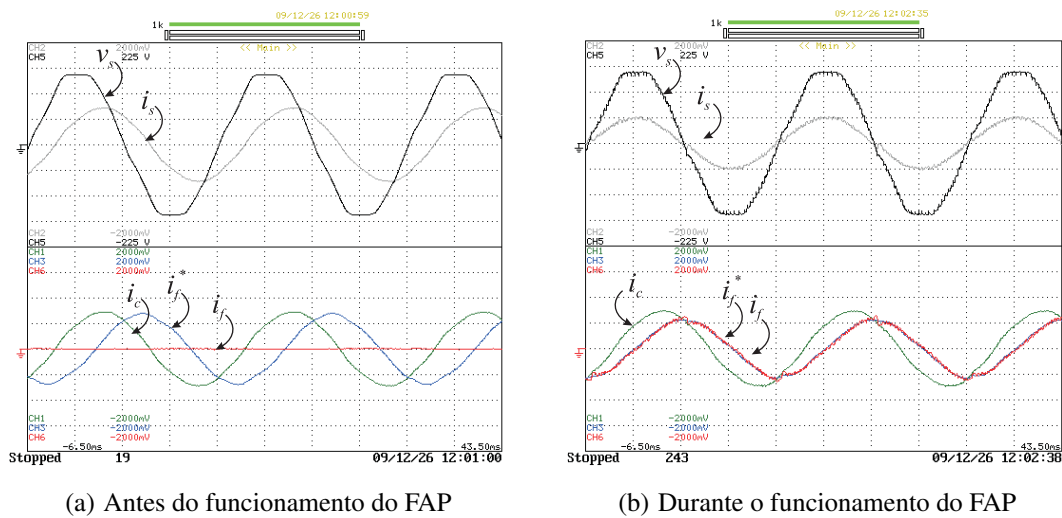 09/12/26 12:00:59
1k
<< Main >>
CH2 2000mV
CH5 225 V
v_s
i_s
CH2 -2000mV
CH5 -225 V
CH1 2000mV
CH3 2000mV
CH6 2000mV
i_c
i_f*
i_f
CH1 -2000mV
CH3 -2000mV
CH6 -2000mV
-6.50ms 43.50ms
Stopped 19 09/12/26 12:01:00
(a) Antes do funcionamento do FAP
09/12/26 12:02:35
1k
<< Main >>
CH2 2000mV
CH5 225 V
v_s
i_s
CH2 -2000mV
CH5 -225 V
CH1 2000mV
CH3 2000mV
CH6 2000mV
i_c
i_f*
i_f
CH1 -2000mV
CH3 -2000mV
CH6 -2000mV
-6.50ms 43.50ms
Stopped 243 09/12/26 12:02:38
(b) Durante o funcionamento do FAP